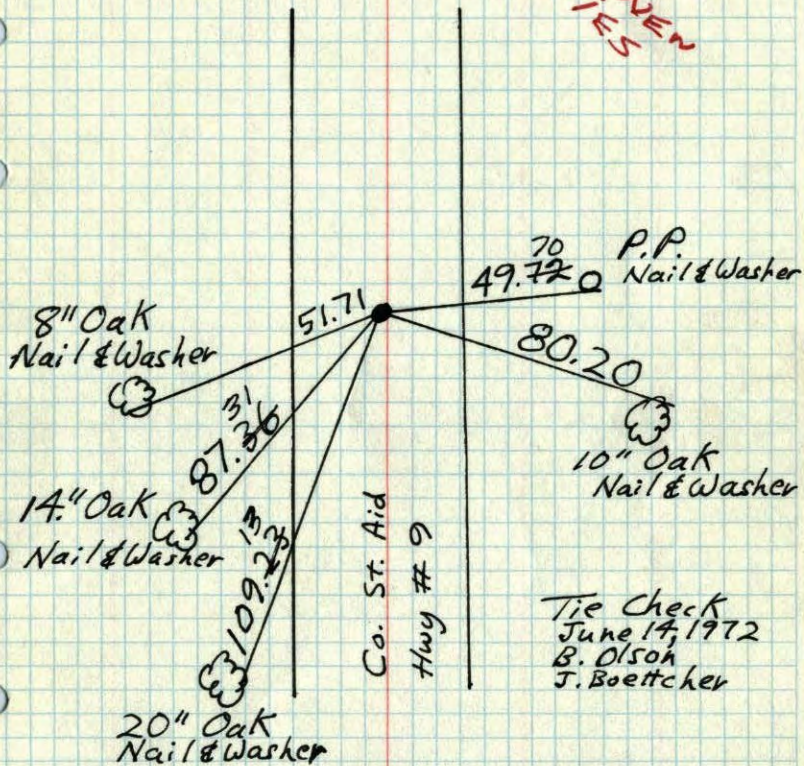 70
P.P.
49.72
Nail & Washer
51.71
8" Oak
Nail & Washer
80.20
31
87.36
10" Oak
Nail & Washer
14." Oak
Nail & Washer
13
109.23
Co. St. Aid
Hwy # 9
Tie Check
June 14, 1972
B. Olson
J. Boettcher
20" Oak
Nail & Washer